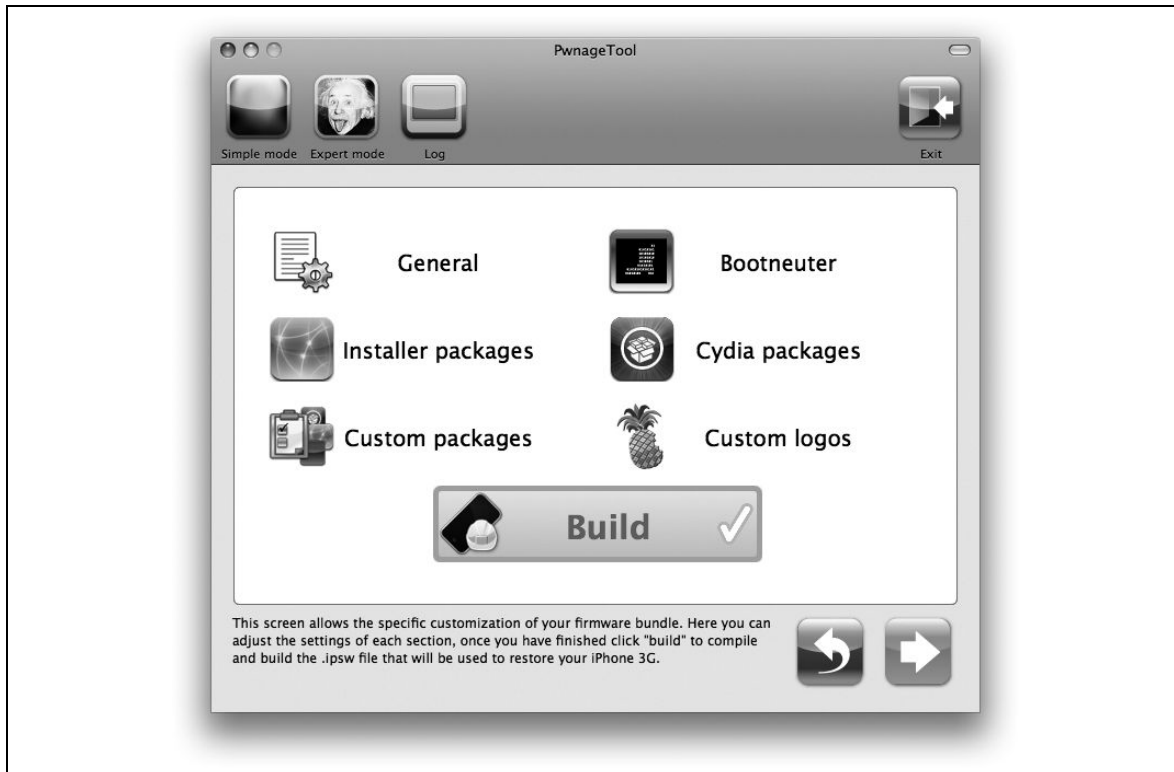 PwnageTool
Simple mode Expert mode Log Exit
General Bootneuter
Installer packages Cydia packages
Custom packages Custom logos
Build
This screen allows the specific customization of your firmware bundle. Here you can
adjust the settings of each section, once you have finished click "build" to compile
and build the .ipsw file that will be used to restore your iPhone 3G.